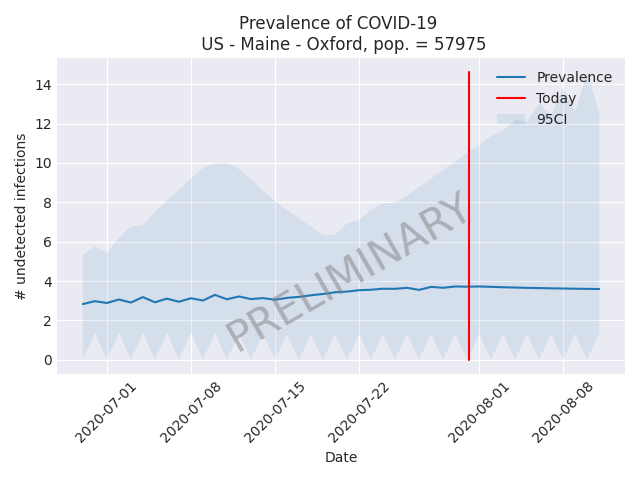 Prevalence of COVID-19
US - Maine - Oxford, pop. = 57975
14
12
10
8
6
4
2
0
# undetected infections
Prevalence
Today
95CI
PRELIMINARY
2020-07-01
2020-07-08
2020-07-15
2020-07-22
2020-08-01
2020-08-08
Date